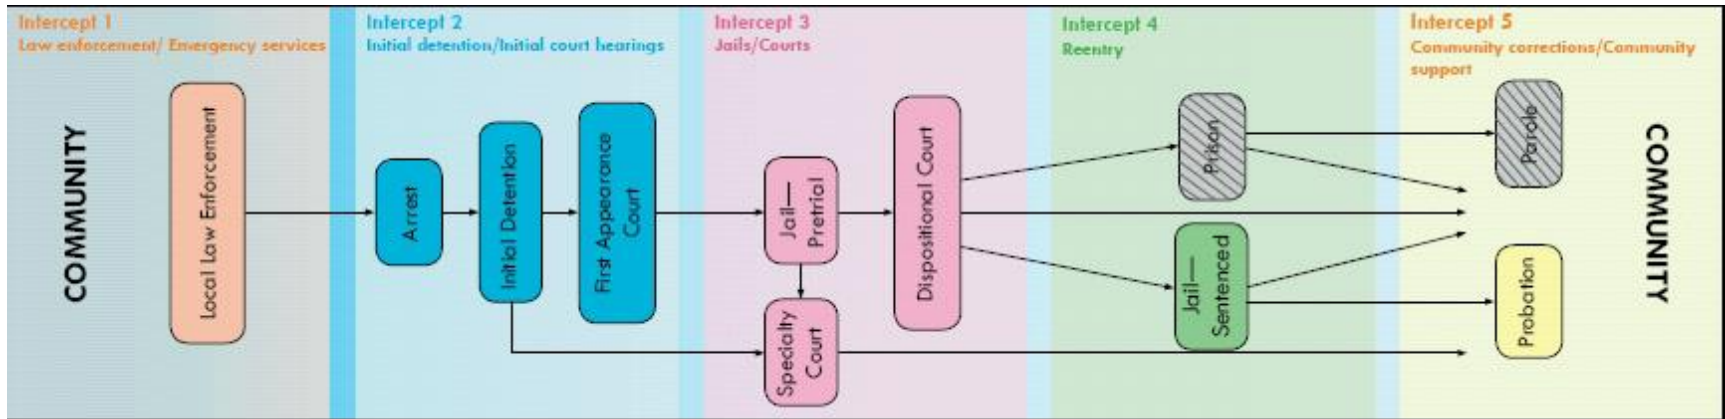 Intercept 1
Law enforcement/ Emergency services
COMMUNITY
Local Law Enforcement
Intercept 2
Initial detention/Initial court hearings
Arrest
Initial Detention
First Appearance
Court
Intercept 3
Jails/Courts
Jail—
Pretrial
Specialty
Court
Dispositional Court
Intercept 4
Reentry
Prison
Jail—
Sentenced
Intercept 5
Community corrections/Community
support
Parole
Probation
COMMUNITY